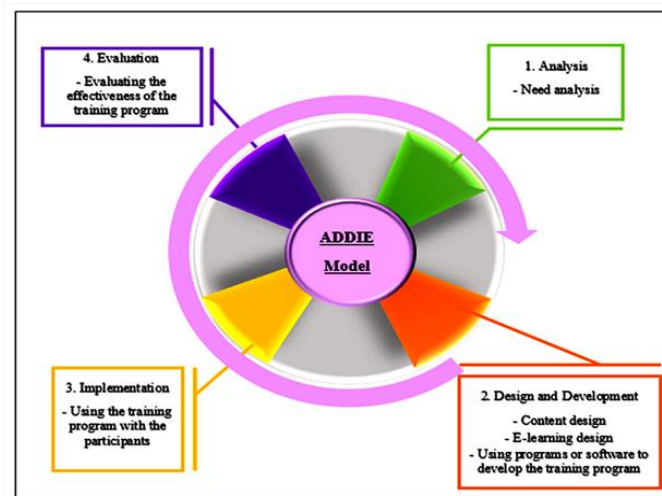 ADDIE
Model
1. Analysis
- Need analysis
2. Design and Development
- Content design
- E-learning design
- Using programs or software to
develop the training program
3. Implementation
- Using the training
program with the
participants
4. Evaluation
- Evaluating the
effectiveness of the
training program